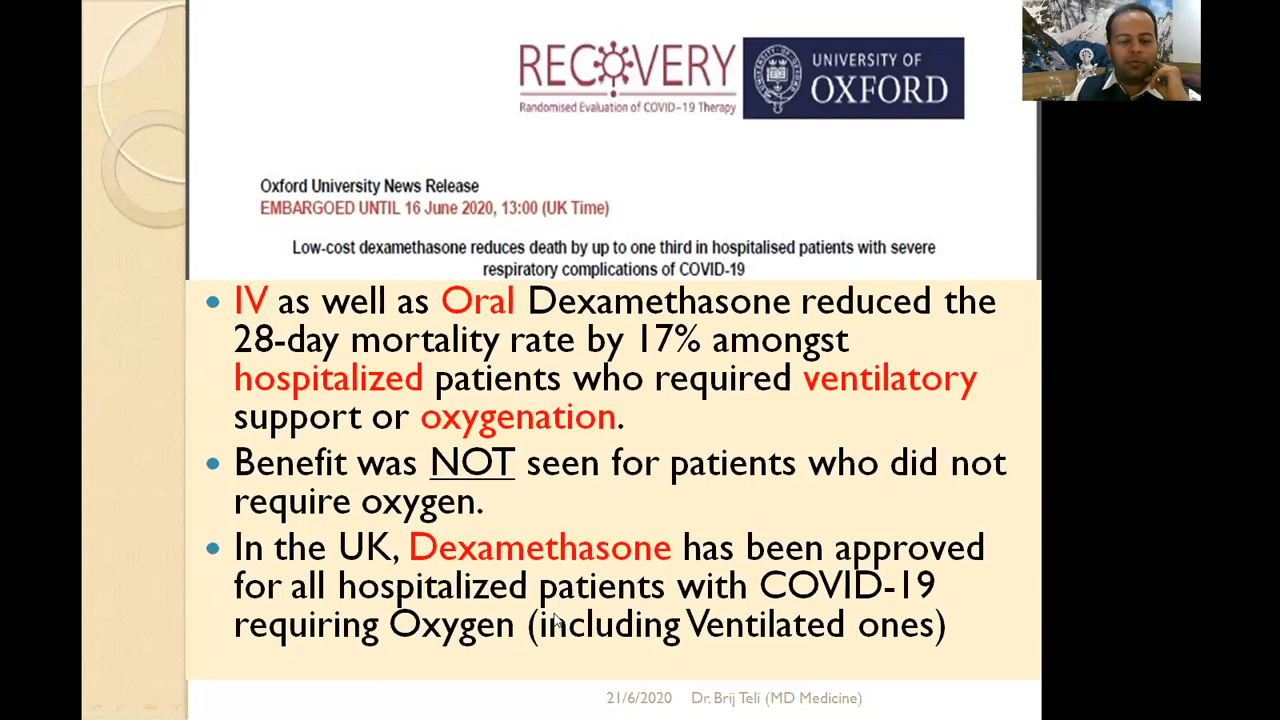 RECOVERY
Randomised Evaluation of COVID-19 Therapy
UNIVERSITY OF
OXFORD
Oxford University News Release
EMBARGOED UNTIL 16 June 2020, 13:00 (UK Time)
Low-cost dexamethasone reduces death by up to one third in hospitalised patients with severe
respiratory complications of COVID-19
• IV as well as Oral Dexamethasone reduced the
28-day mortality rate by 17% amongst
hospitalized patients who required ventilatory
support or oxygenation.
• Benefit was NOT seen for patients who did not
require oxygen.
• In the UK, Dexamethasone has been approved
for all hospitalized patients with COVID-19
requiring Oxygen (including Ventilated ones)
21/6/2020 Dr. Brij Teli (MD Medicine)